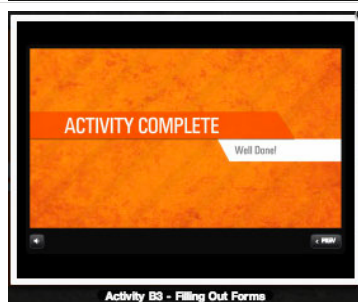 ACTIVITY COMPLETE
Well Done!
< PREV
Activity B3 - Filling Out Forms